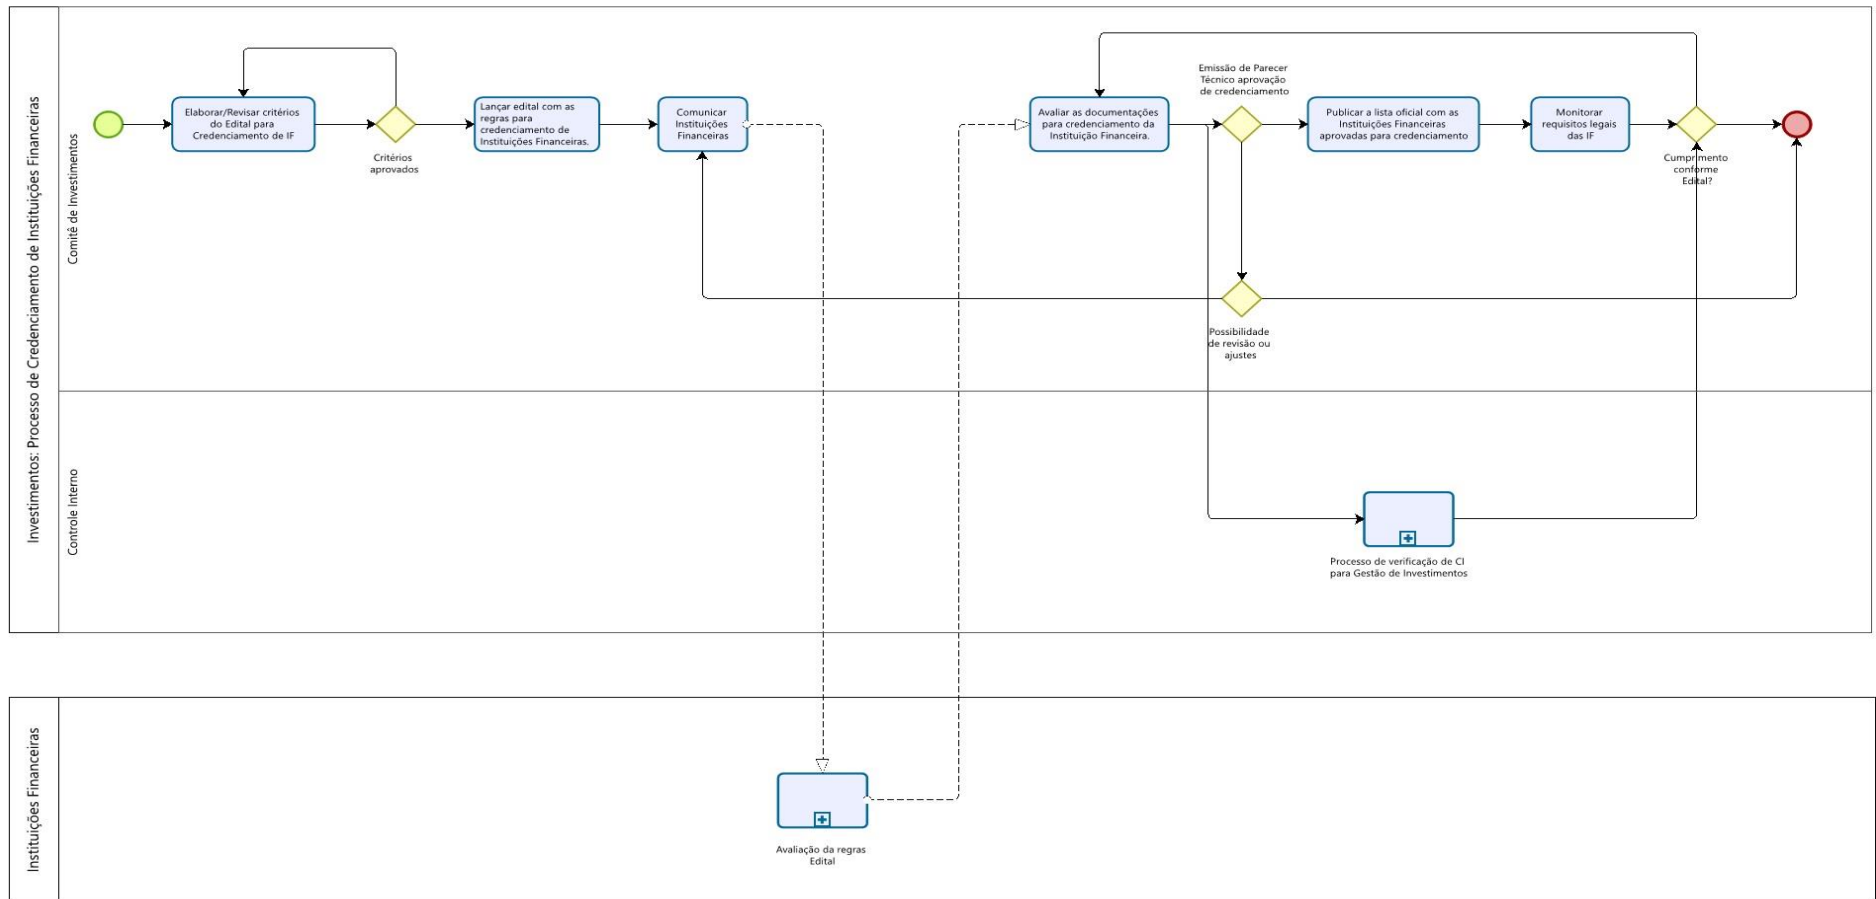 Investimentos: Processo de Credenciamento de Instituições Financeiras
Comitê de Investimentos
Elaborar/Revisar critérios
do Edital para
Credenciamento de IF
Critérios
aprovados
Lançar edital com as
regras para
credenciamento de
Instituições Financeiras.
Comunicar
Instituições
Financeiras
Avaliar as documentações
para credenciamento da
Instituição Financeira.
Emissão de Parecer
Técnico aprovação
de credenciamento
Publicar a lista oficial com as
Instituições Financeiras
aprovadas para credenciamento
Monitorar
requisitos legais
das IF
Cumprimento
conforme
Edital?
Possibilidade
de revisão ou
ajustes
Controle Interno
Processo de verificação de CI
para Gestão de Investimentos
Instituições Financeiras
Avaliação da regras
Edital